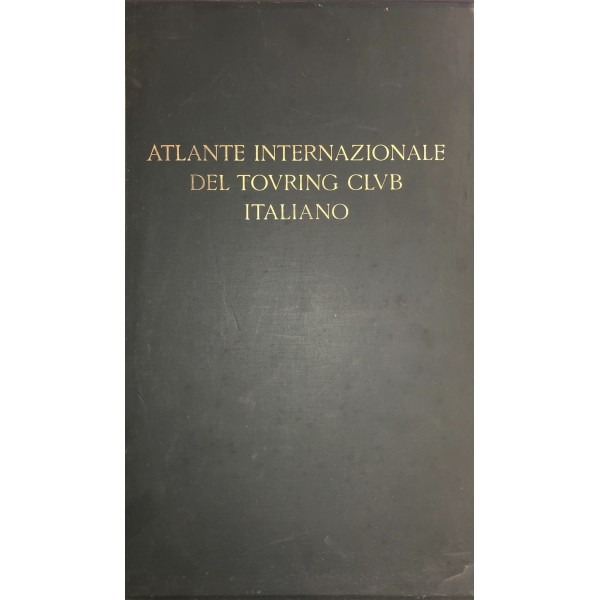 ATLANTE INTERNAZIONALE
DEL TOVRING CLVB
ITALIANO